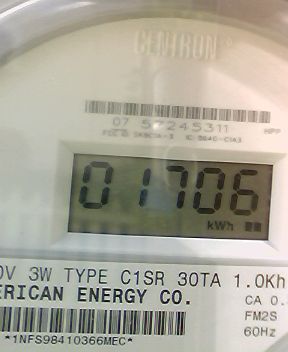 CENTRON®
07 57245311
HPP
01706
kWh
0V 3W TYPE C1SR 30TA 1.0Kh
ERICAN ENERGY CO.
CA 0.
FM2S
60Hz
*1NFS98410366MEC*